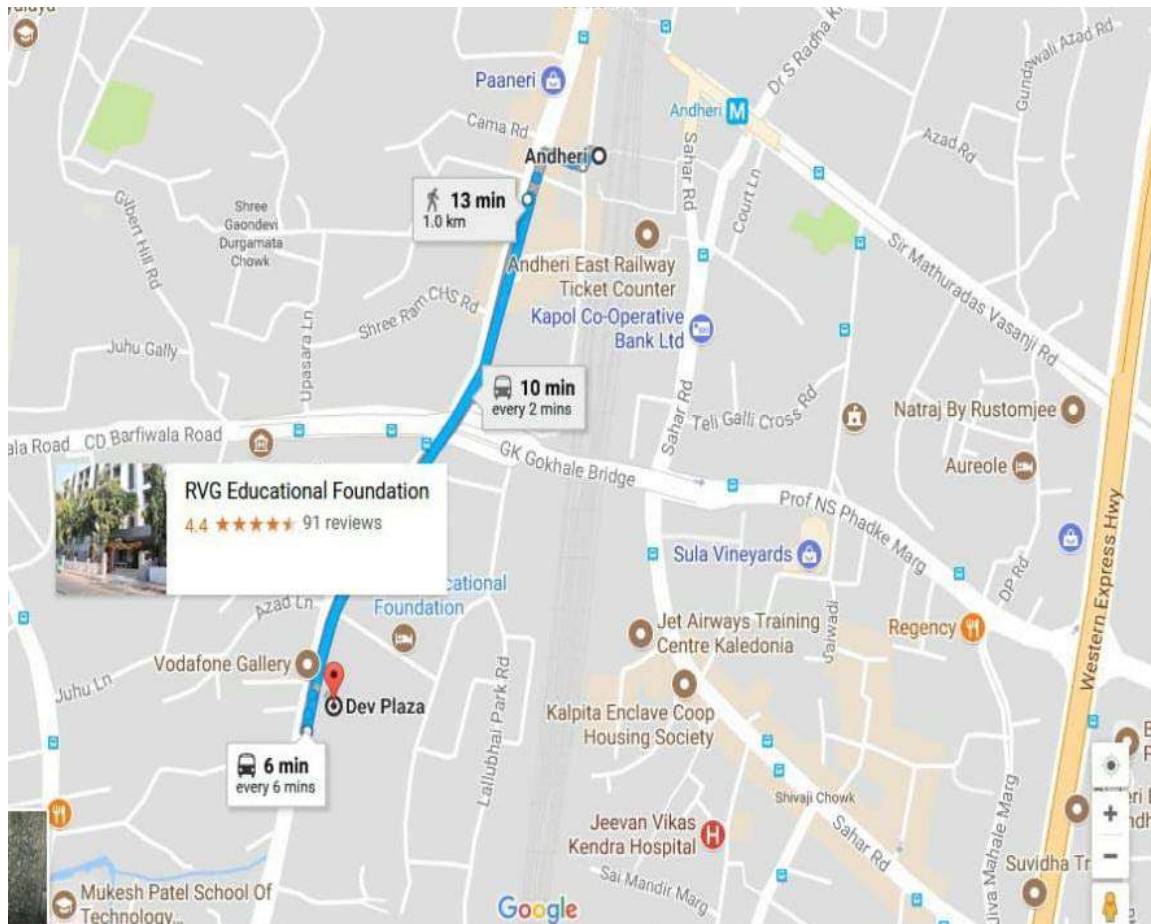 Paaneri
Dr S Radha
Gundawali Azad Rd
Andheri
M
Cama Rd
Andheri
Sahar Rd
Azad Rd
13 min
1.0 km
Court Ln
Gilbert Hill Rd
Shree
Gaondevi
Durgamata
Chowk
Andheri East Railway
Ticket Counter
Sir Mathuradas Vasanji Rd
Shree Ram CHS Rd
Kapol Co-Operative
Bank Ltd
Juhu Gally
Upasara Ln
10 min
every 2 mins
Sahar Rd
Teli Galli Cross Rd
Natraj By Rustomjee
Aureole
ala Road
CD Barfiwala Road
GK Gokhale Bridge
Prof NS Phadke Marg
Western Express Hwy
RVG Educational Foundation
4.4 91 reviews
Sula Vineyards
DP Rd
Azad Ln
cational
Foundation
Jet Airways Training
Centre Kaledonia
Jaiwadi
Regency
Vodafone Gallery
Juhu Ln
Dev Plaza
Lallubhai Park Rd
Kalpita Enclave Coop
Housing Society
6 min
every 6 mins
Shivaji Chowk
Jeevan Vikas
Kendra Hospital
H
Sahar Rd
Jiva Mahale Marg
Sai Mandir Marg
Suvidha Tr
Mukesh Patel School Of
Technology...
Google